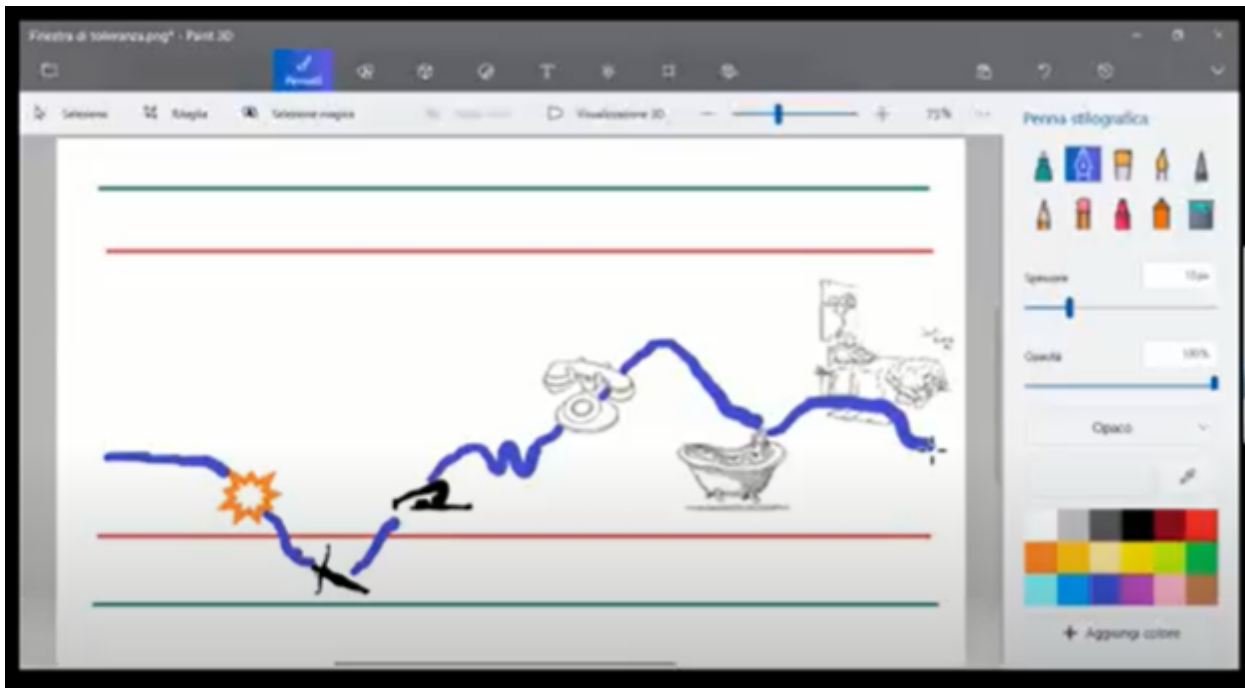 Finestra di tolleranza.png* - Paint 3D
Pennelli
Seleziona Ritaglia Selezione magica Visualizzazione 3D 75%
Penna stilografica
Spessore
Opacità 100%
Opaco
Aggiungi colore